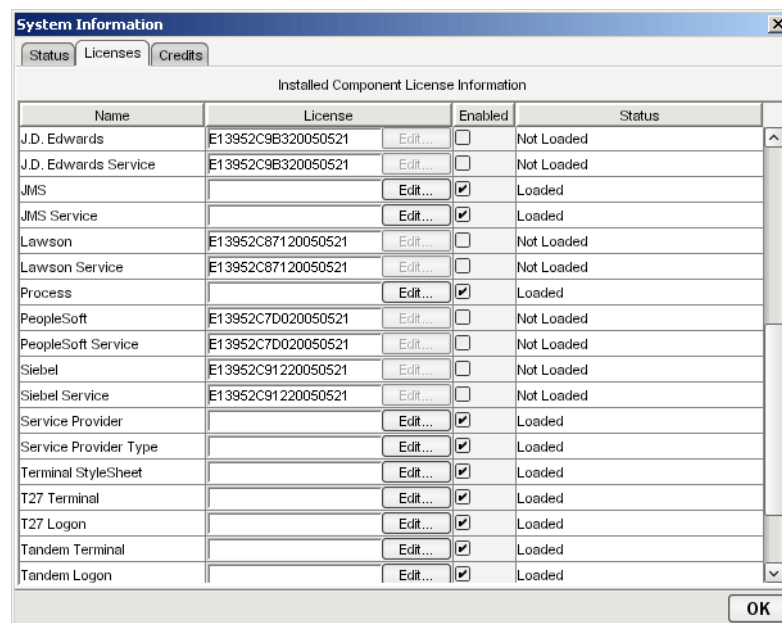 System Information
Status Licenses Credits
Installed Component License Information
Name License Enabled Status
J.D. Edwards E13952C9B320050521 Edit... Not Loaded
J.D. Edwards Service E13952C9B320050521 Edit... Not Loaded
JMS Edit... Loaded
JMS Service Edit... Loaded
Lawson E13952C87120050521 Edit... Not Loaded
Lawson Service E13952C87120050521 Edit... Not Loaded
Process Edit... Loaded
PeopleSoft E13952C7D020050521 Edit... Not Loaded
PeopleSoft Service E13952C7D020050521 Edit... Not Loaded
Siebel E13952C91220050521 Edit... Not Loaded
Siebel Service E13952C91220050521 Edit... Not Loaded
Service Provider Edit... Loaded
Service Provider Type Edit... Loaded
Terminal StyleSheet Edit... Loaded
T27 Terminal Edit... Loaded
T27 Logon Edit... Loaded
Tandem Terminal Edit... Loaded
Tandem Logon Edit... Loaded
OK